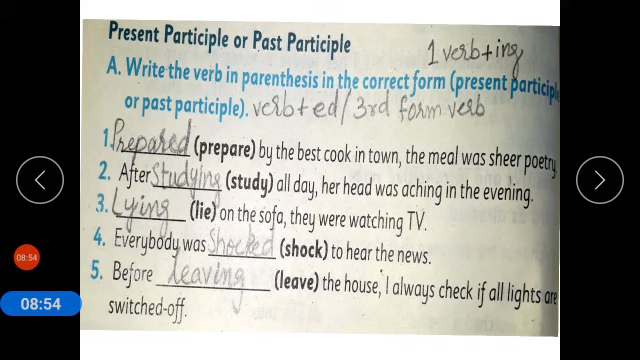 Present Participle or Past Participle
1 verb+ing
A. Write the verb in parenthesis in the correct form (present participle
or past participle). verb+ed/3rd form verb
1. Prepared (prepare) by the best cook in town, the meal was sheer poetry.
2. After Studying (study) all day, her head was aching in the evening.
3. Lying (lie) on the sofa, they were watching TV.
4. Everybody was Shocked (shock) to hear the news.
5. Before leaving (leave) the house, I always check if all lights are
switched-off.
08:54
08:54